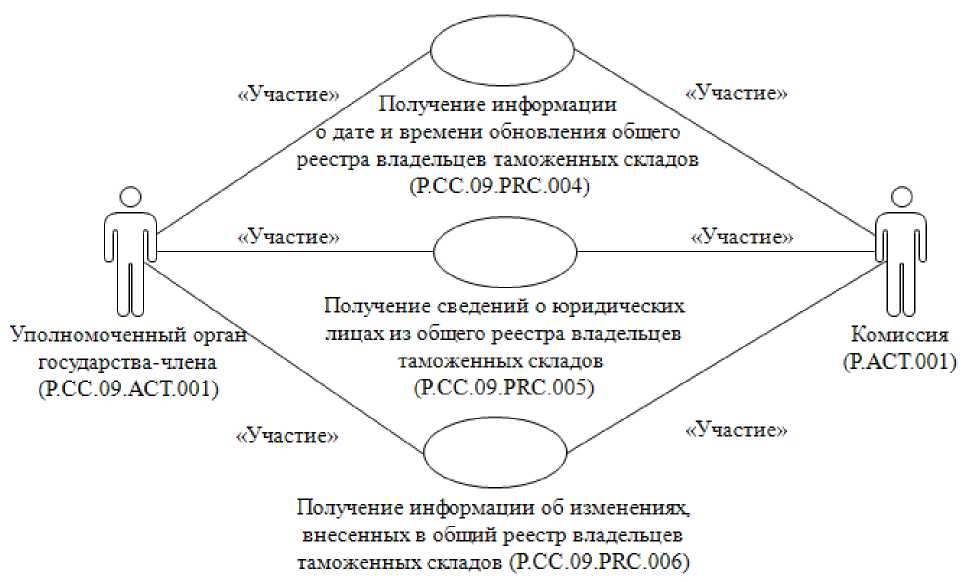 «Участие»
«Участие»
Получение информации
о дате и времени обновления общего
реестра владельцев таможенных складов
(P.CC.09.PRC.004)
«Участие»
«Участие»
Получение сведений о юридических
лицах из общего реестра владельцев
таможенных складов
(P.CC.09.PRC.005)
Уполномоченный орган
государства-члена
(P.CC.09.ACT.001)
Комиссия
(P.ACT.001)
«Участие»
«Участие»
Получение информации об изменениях,
внесенных в общий реестр владельцев
таможенных складов (P.CC.09.PRC.006)